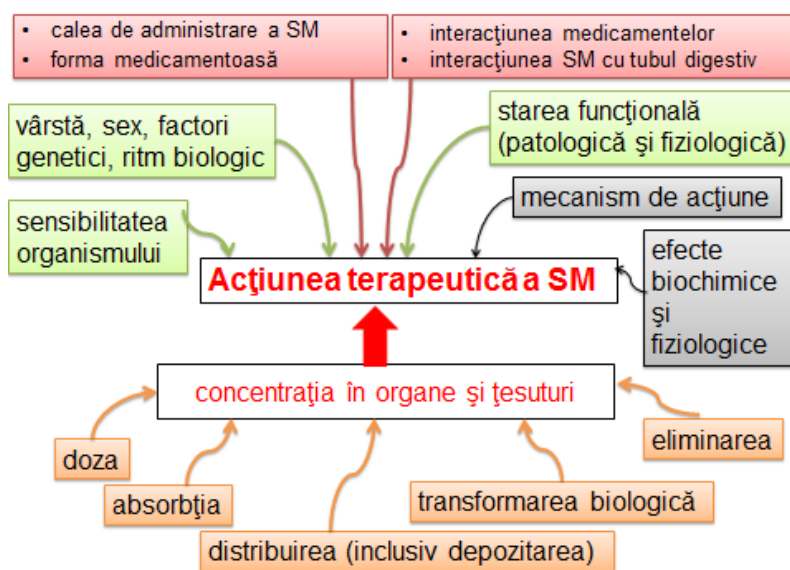 • calea de administrare a SM
• forma medicamentoasă
• interacţiunea medicamentelor
• interacţiunea SM cu tubul digestiv
vârstă, sex, factori
genetici, ritm biologic
starea funcţională
(patologică şi fiziologică)
mecanism de acţiune
sensibilitatea
organismului
Acţiunea terapeutică a SM
efecte
biochimice
şi
fiziologice
concentraţia în organe şi ţesuturi
doza
eliminarea
absorbţia
transformarea biologică
distribuirea (inclusiv depozitarea)